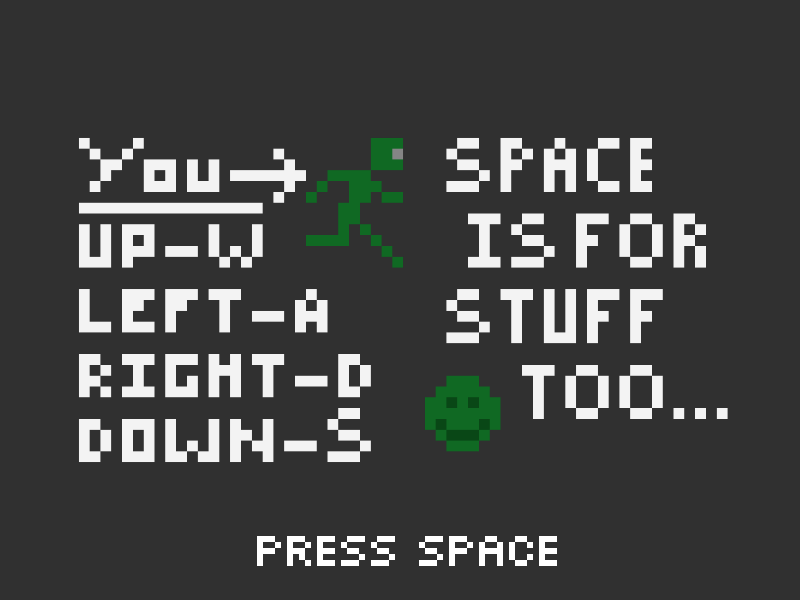 You→
UP-W
LEFT-A
RIGHT-D
DOWN-S
SPACE
IS FOR
STUFF
TOO...
PRESS SPACE